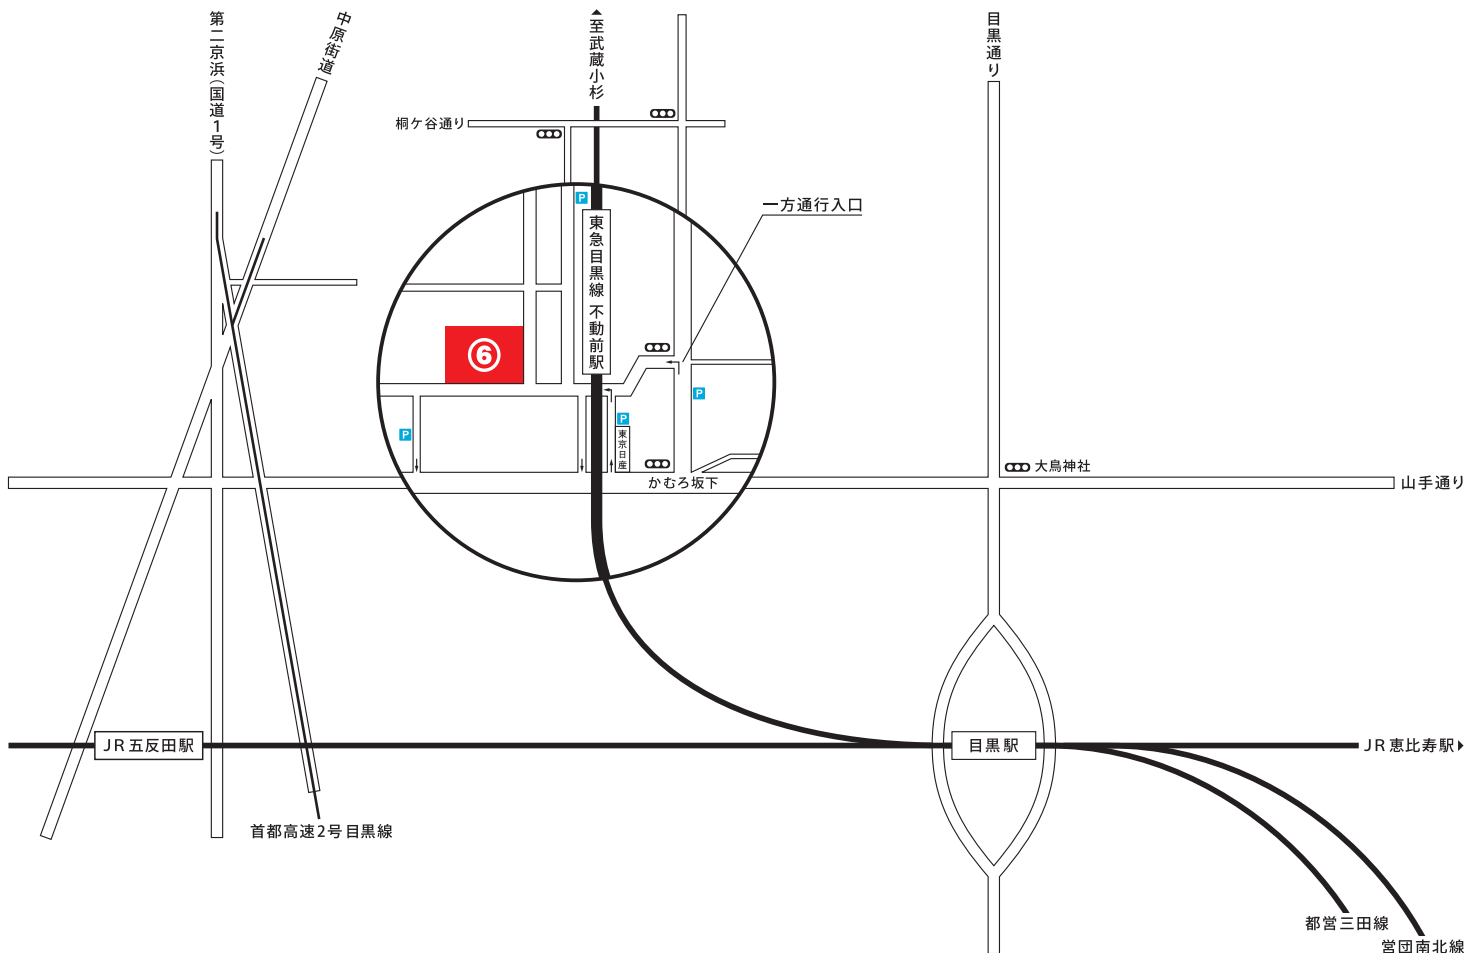 第二京浜(国道1号)
中原街道
▲至武蔵小杉
目黒通り
桐ケ谷通り
P
一方通行入口
東急目黒線 不動前駅
6
P
P
P
東京日産
かむろ坂下
大鳥神社
山手通り
JR五反田駅
目黒駅
JR恵比寿駅▶
首都高速2号目黒線
都営三田線
営団南北線